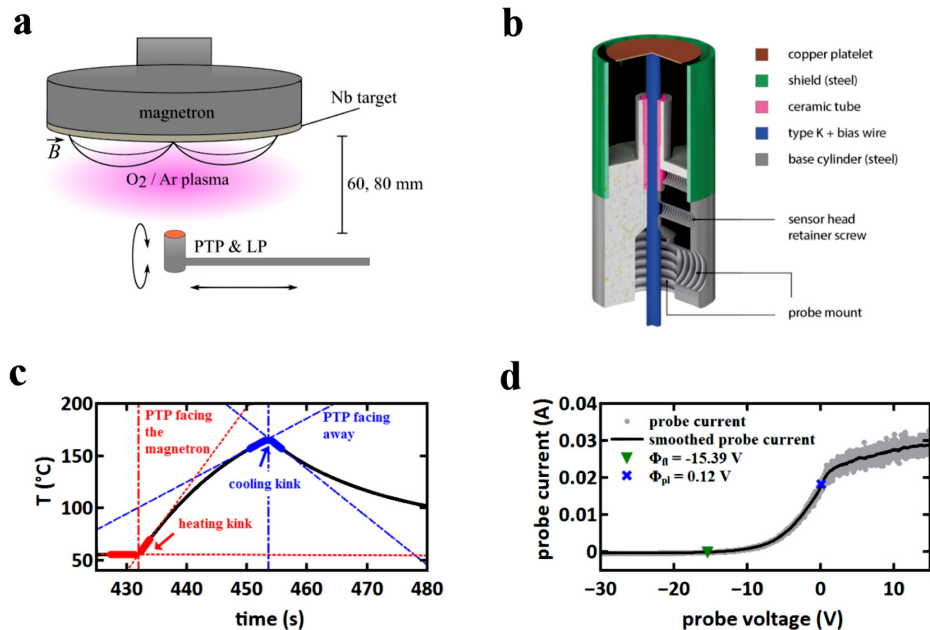 a
magnetron
Nb target
B
O2 / Ar plasma
60, 80 mm
PTP & LP
b
copper platelet
shield (steel)
ceramic tube
type K + bias wire
base cylinder (steel)
sensor head
retainer screw
probe mount
c
200
150
100
50
T (°C)
PTP facing
the
magnetron
PTP facing
away
cooling kink
heating kink
430 440 450 460 470 480
time (s)
d
0.04
0.03
0.02
0.01
0
probe current (A)
probe current
smoothed probe current
Φfl = -15.39 V
Φpl = 0.12 V
−30 −20 −10 0 10
probe voltage (V)